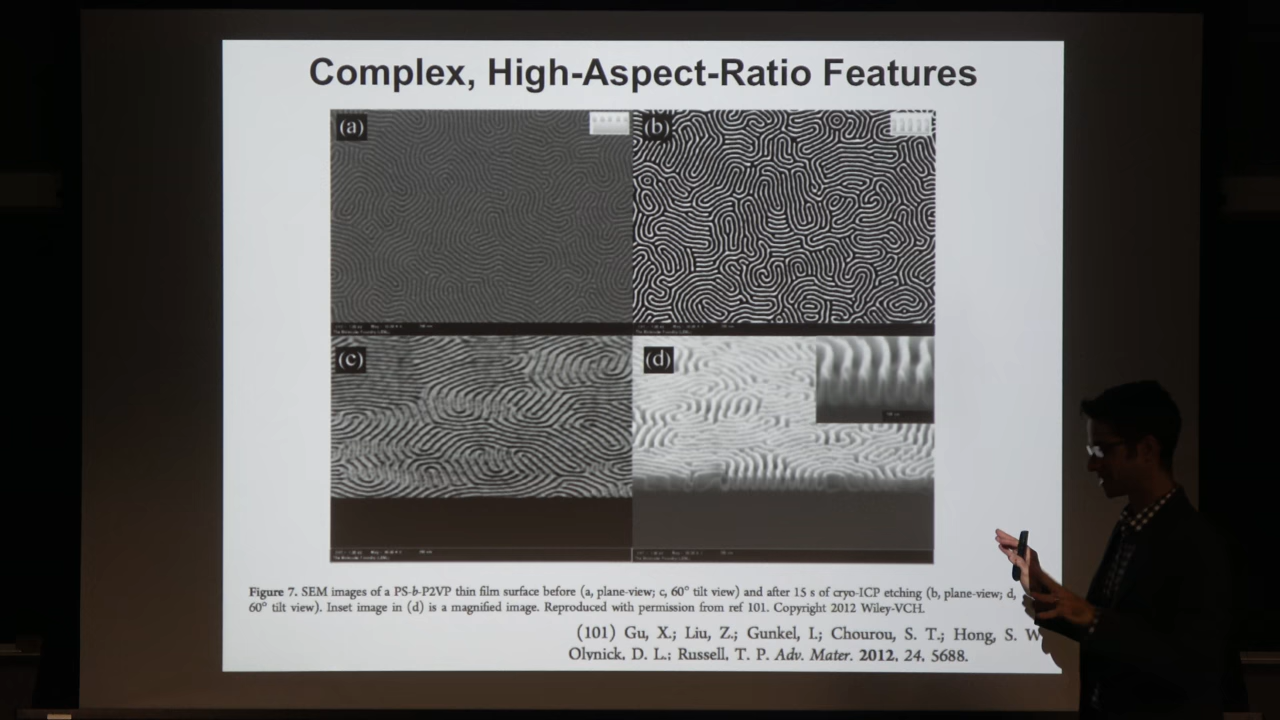 Complex, High-Aspect-Ratio Features
(a)
(b)
(c)
(d)
Figure 7. SEM images of a PS-b-P2VP thin film surface before (a, plane-view; c, 60° tilt view) and after 15 s of cryo-ICP etching (b, plane-view; d,
60° tilt view). Inset image in (d) is a magnified image. Reproduced with permission from ref 101. Copyright 2012 Wiley-VCH.
(101) Gu, X.; Liu, Z.; Gunkel, I.; Chourou, S. T.; Hong, S. W
Olynick, D. L.; Russell, T. P. Adv. Mater. 2012, 24, 5688.